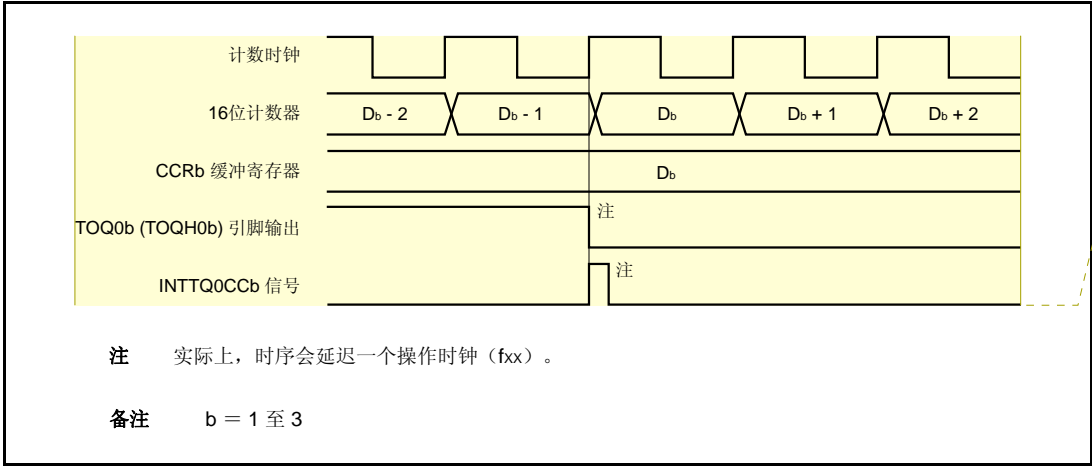 计数时钟
16位计数器 Db - 2 Db - 1 Db Db + 1 Db + 2
CCRb 缓冲寄存器 Db
TOQ0b (TOQH0b) 引脚输出 注
INTTQ0CCb 信号 注
注 实际上，时序会延迟一个操作时钟（fxx）。
备注 b ＝ 1 至 3